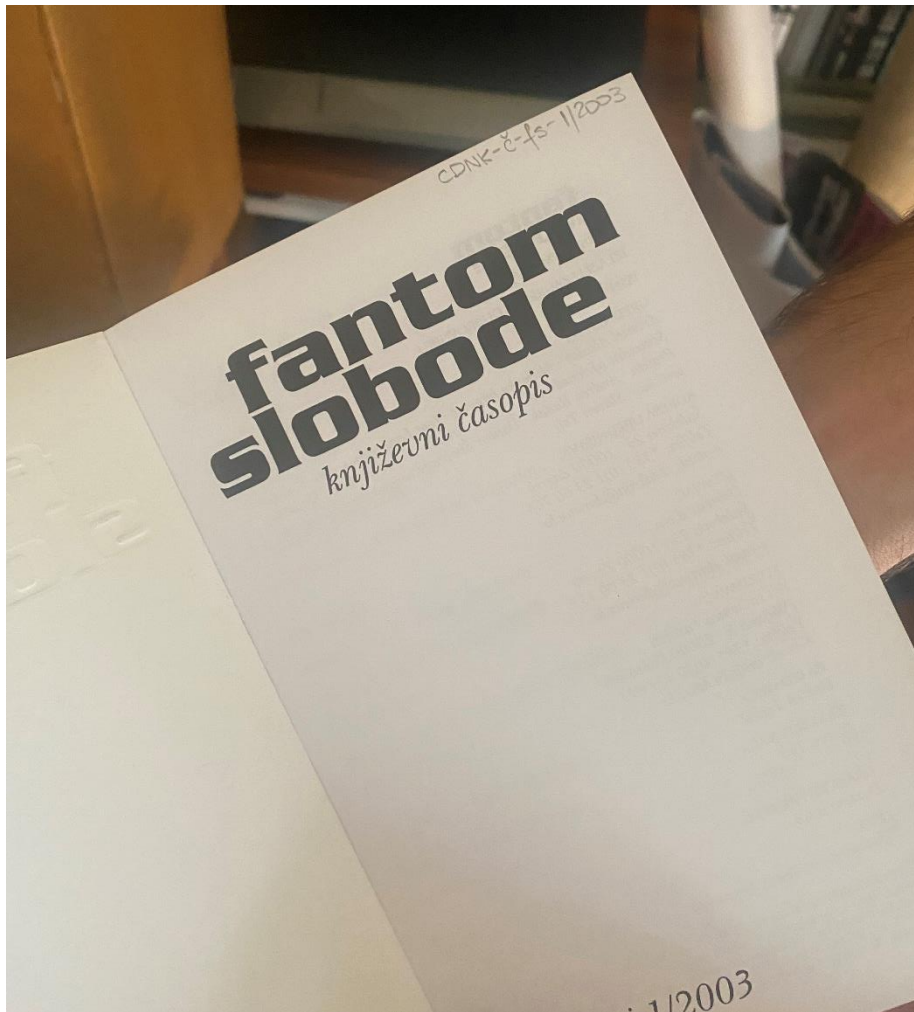 CDNK-č-fs-1/2003
fantom
slobode
književni časopis
1/2003